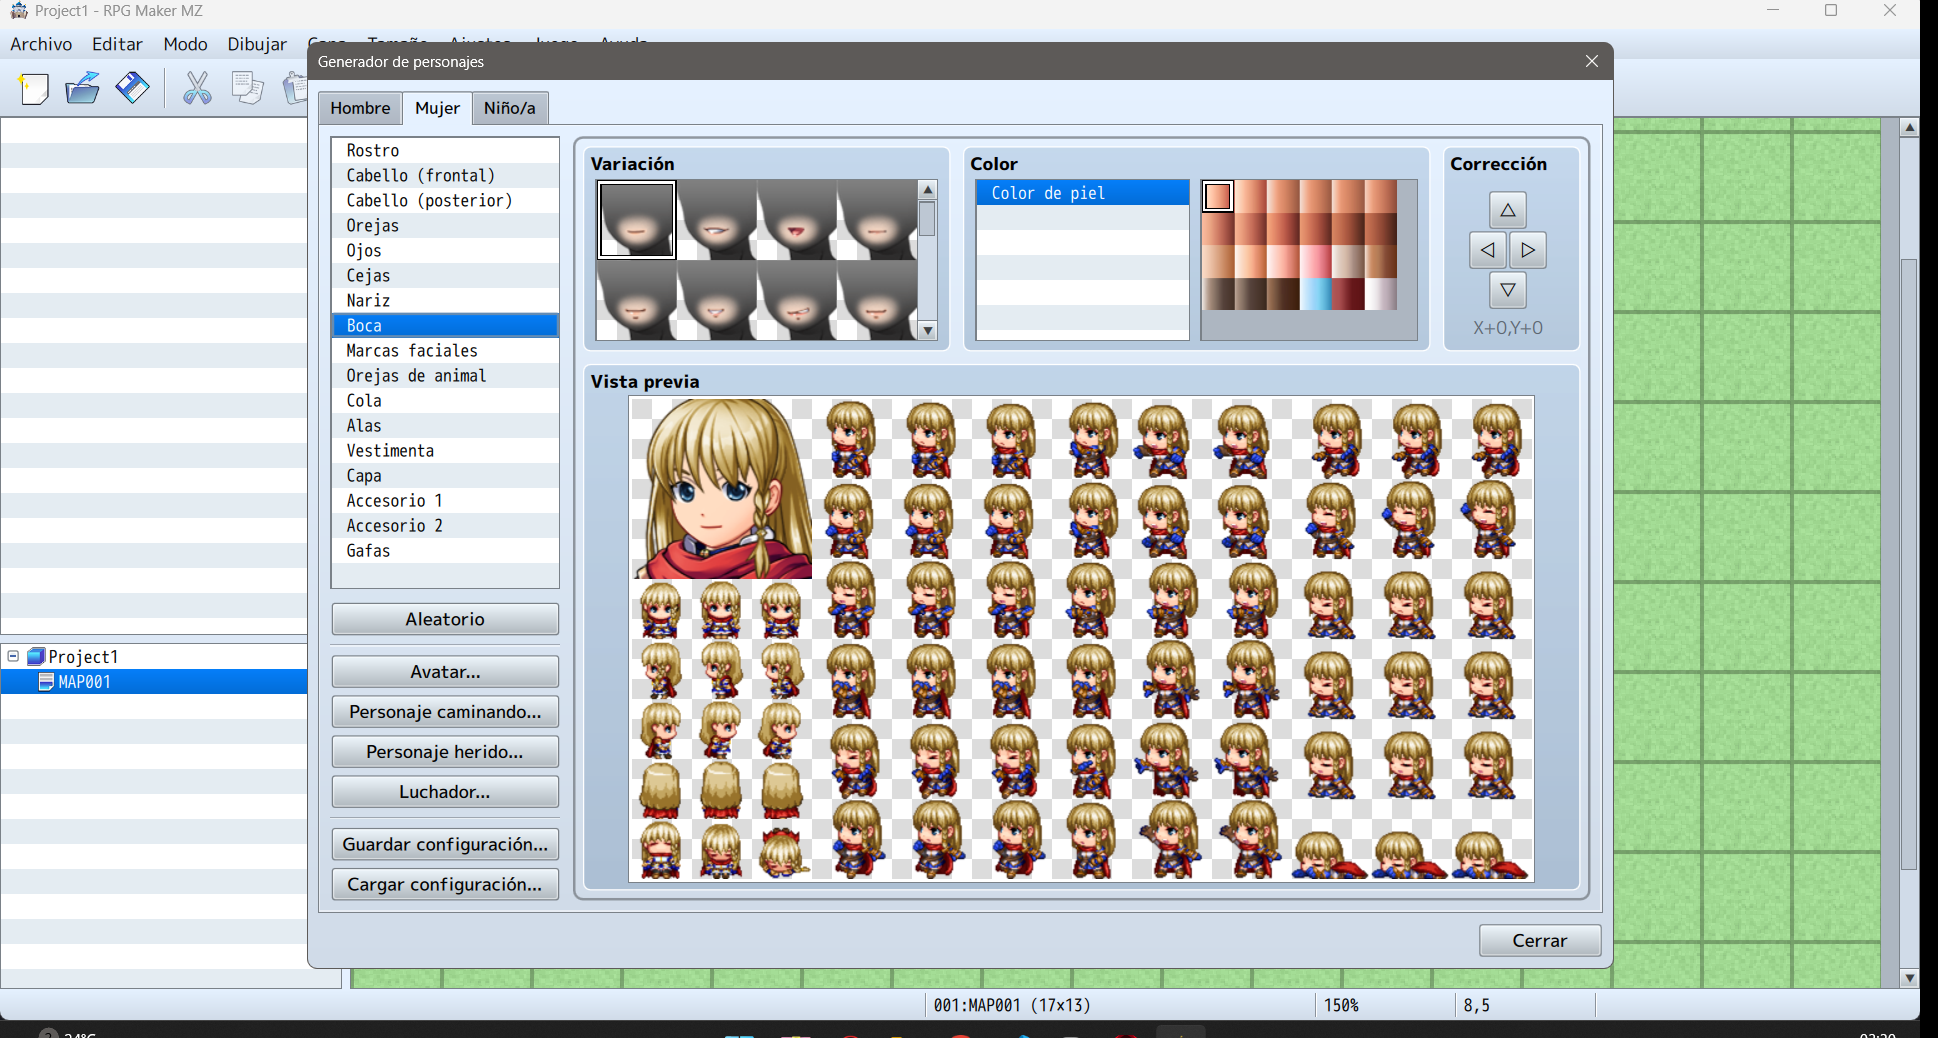 Project1 - RPG Maker MZ
Archivo Editar Modo Dibujar
Generador de personajes
Hombre Mujer Niño/a
Rostro
Cabello (frontal)
Cabello (posterior)
Orejas
Ojos
Cejas
Nariz
Boca
Marcas faciales
Orejas de animal
Cola
Alas
Vestimenta
Capa
Accesorio 1
Accesorio 2
Gafas
Aleatorio
Avatar...
Personaje caminando...
Personaje herido...
Luchador...
Guardar configuración...
Cargar configuración...
Variación
Color
Color de piel
Corrección
X+0,Y+0
Vista previa
Cerrar
Project1
MAP001
001:MAP001 (17×13) 150% 8,5